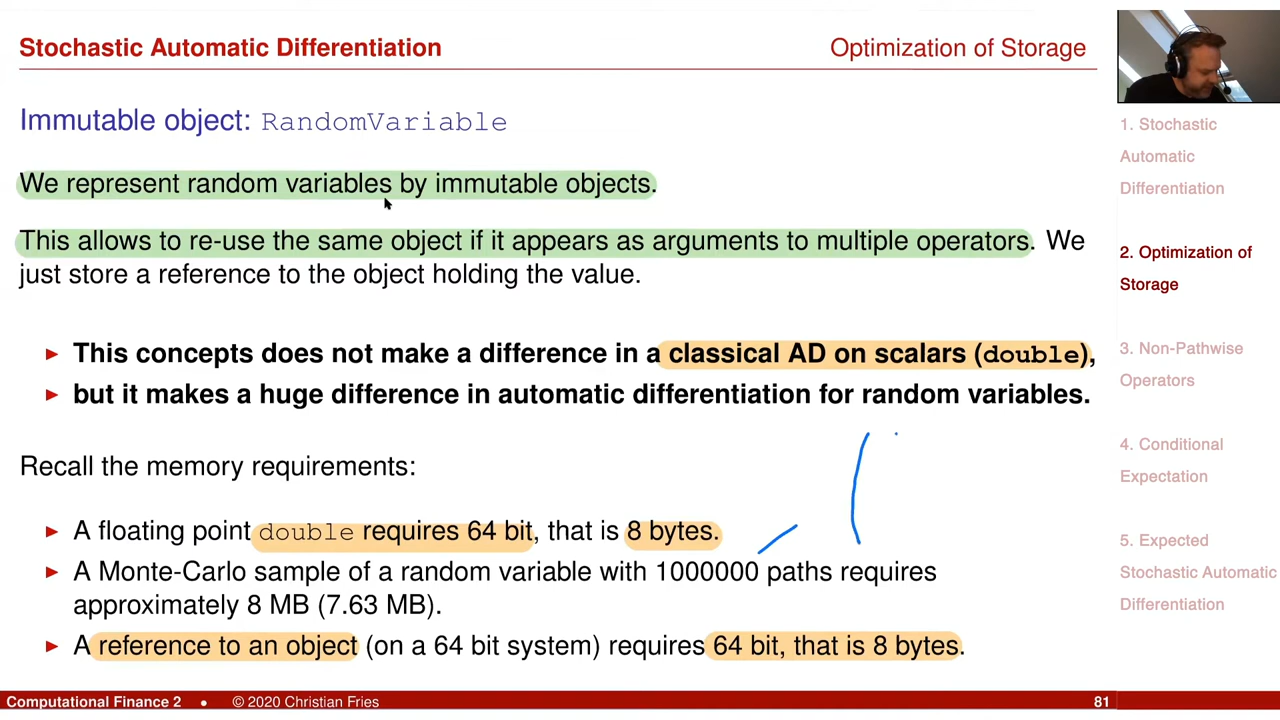 Stochastic Automatic Differentiation
Optimization of Storage
Immutable object: RandomVariable
We represent random variables by immutable objects.
This allows to re-use the same object if it appears as arguments to multiple operators. We
just store a reference to the object holding the value.
► This concepts does not make a difference in a classical AD on scalars (double),
► but it makes a huge difference in automatic differentiation for random variables.
Recall the memory requirements:
► A floating point double requires 64 bit, that is 8 bytes.
► A Monte-Carlo sample of a random variable with 1000000 paths requires
approximately 8 MB (7.63 MB).
► A reference to an object (on a 64 bit system) requires 64 bit, that is 8 bytes.
1. Stochastic
Automatic
Differentiation
2. Optimization of
Storage
3. Non-Pathwise
Operators
4. Conditional
Expectation
5. Expected
Stochastic Automatic
Differentiation
Computational Finance 2 • © 2020 Christian Fries
81